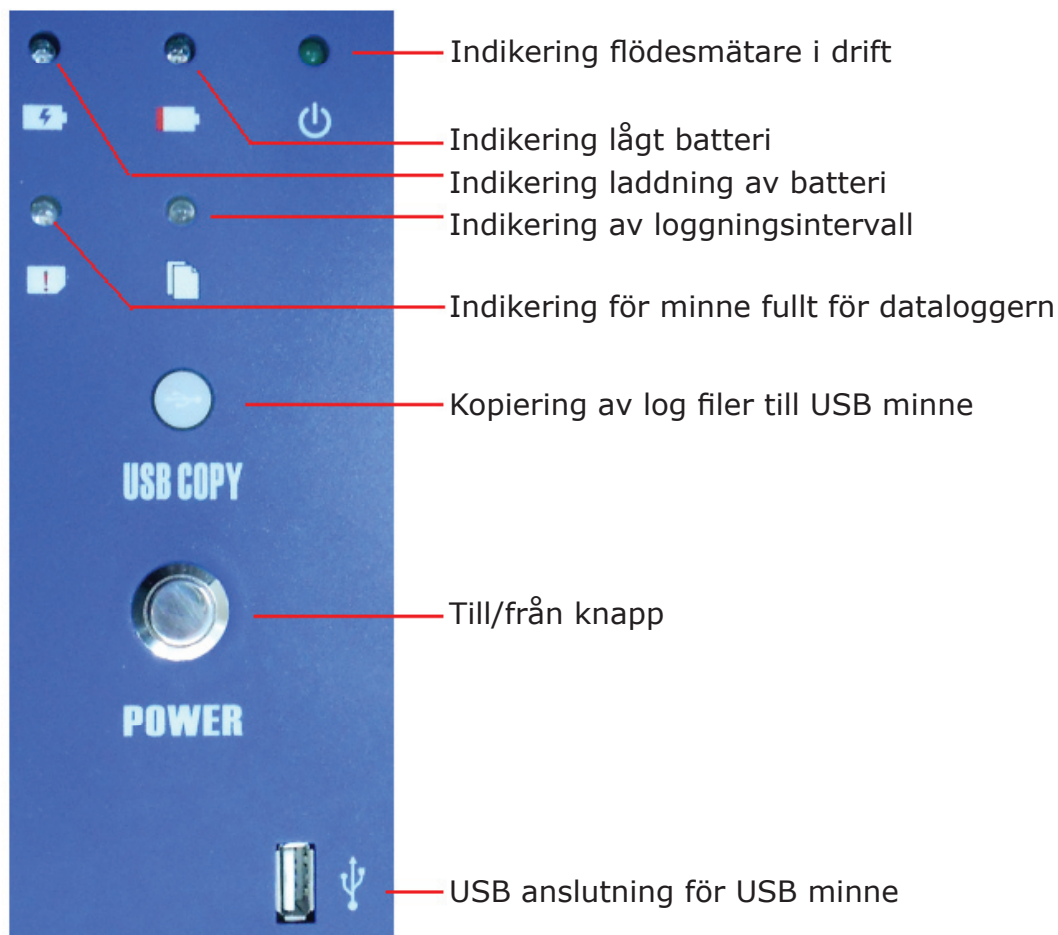 Indikering flödesmätare i drift
Indikering lågt batteri
Indikering laddning av batteri
Indikering av loggningsintervall
Indikering för minne fullt för dataloggern
Kopiering av log filer till USB minne
USB COPY
Till/från knapp
POWER
USB anslutning för USB minne